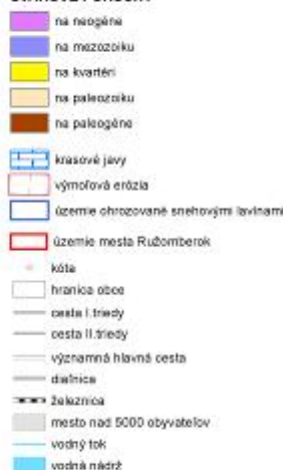 na neogéne
na mezozoiku
na kvartéri
na paleozoiku
na paleogéne
krasové javy
výmoľová erózia
územie ohrozované snehovými lavínami
územie mesta Ružomberok
kóta
hranica obce
cesta I.triedy
cesta II.triedy
významná hlavná cesta
diaľnica
železnica
mesto nad 5000 obyvateľov
vodný tok
vodná nádrž